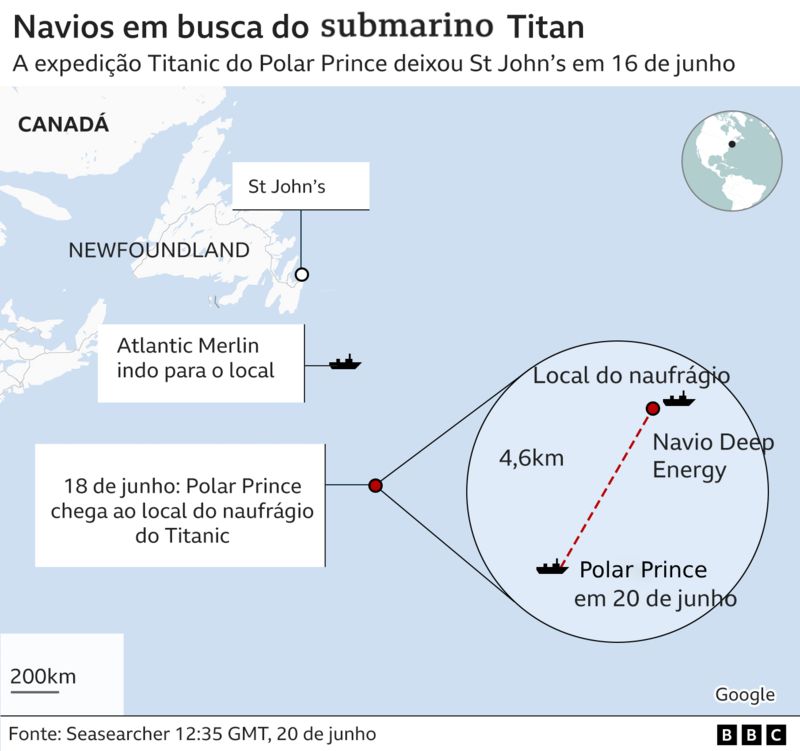 Navios em busca do submarino Titan
A expedição Titanic do Polar Prince deixou St John’s em 16 de junho
CANADÁ
St John’s
NEWFOUNDLAND
Atlantic Merlin
indo para o local
Local do naufrágio
4,6km
Navio Deep
Energy
18 de junho: Polar Prince
chega ao local do naufrágio
do Titanic
Polar Prince
em 20 de junho
200km
Google
Fonte: Seasearcher 12:35 GMT, 20 de junho
BBC